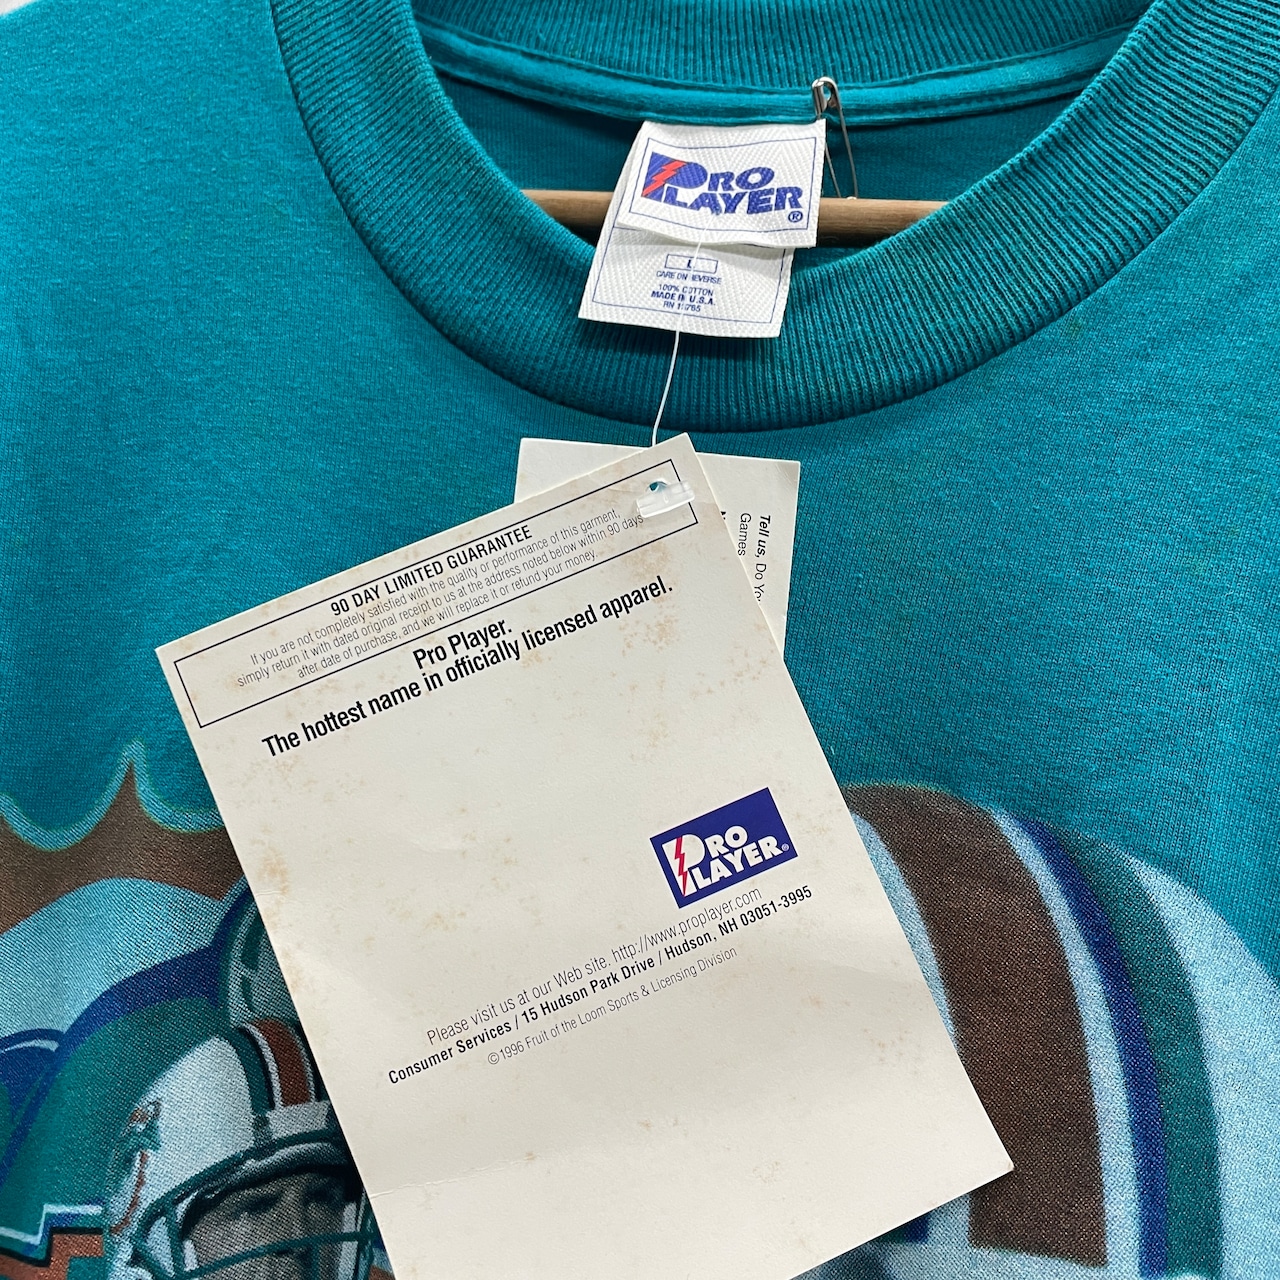 PRO
PLAYER®
L
CARE ON REVERSE
100% COTTON
MADE IN U.S.A.
90 DAY LIMITED GUARANTEE
If you are not completely satisfied with the quality or performance of this garment,
simply return it with dated original receipt to us at the address noted below within 90 days
after date of purchase, and we will replace it or refund your money.
Pro Player.
The hottest name in officially licensed apparel.
Tell us, Do
Games
PRO
PLAYER®
Please visit us at our Web site. http://www.proplayer.com
Consumer Services / 15 Hudson Park Drive / Hudson, NH 03051-3995
©1996 Fruit of the Loom Sports & Licensing Division